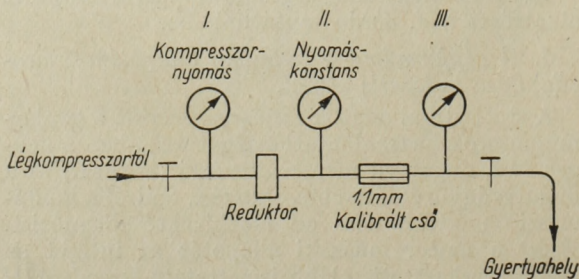 I.
II.
III.
Kompresszor-
nyomás
Nyomás-
konstans
Légkompresszortól
Reduktor
1,1mm
Kalibrált cső
Gyertyahely